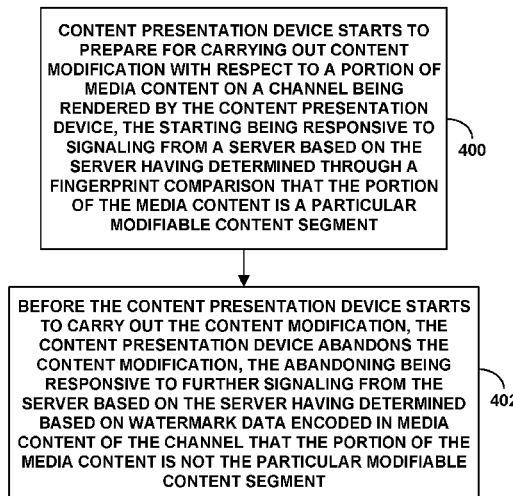 CONTENT PRESENTATION DEVICE STARTS TO
PREPARE FOR CARRYING OUT CONTENT
MODIFICATION WITH RESPECT TO A PORTION OF
MEDIA CONTENT ON A CHANNEL BEING
RENDERED BY THE CONTENT PRESENTATION
DEVICE, THE STARTING BEING RESPONSIVE TO
SIGNALING FROM A SERVER BASED ON THE
SERVER HAVING DETERMINED THROUGH A
FINGERPRINT COMPARISON THAT THE PORTION
OF THE MEDIA CONTENT IS A PARTICULAR
MODIFIABLE CONTENT SEGMENT
400
BEFORE THE CONTENT PRESENTATION DEVICE STARTS
TO CARRY OUT THE CONTENT MODIFICATION, THE
CONTENT PRESENTATION DEVICE ABANDONS THE
CONTENT MODIFICATION, THE ABANDONING BEING
RESPONSIVE TO FURTHER SIGNALING FROM THE
SERVER BASED ON THE SERVER HAVING DETERMINED
BASED ON WATERMARK DATA ENCODED IN MEDIA
CONTENT OF THE CHANNEL THAT THE PORTION OF THE
MEDIA CONTENT IS NOT THE PARTICULAR MODIFIABLE
CONTENT SEGMENT
402